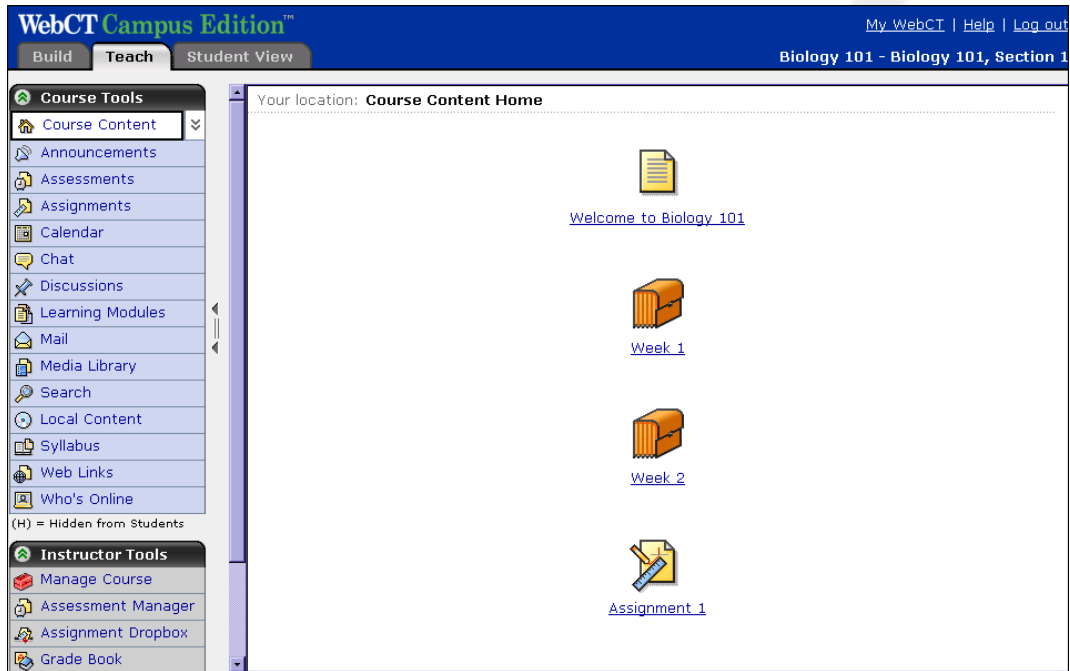 WebCT Campus Edition™
My WebCT | Help | Log out
Build Teach Student View
Biology 101 - Biology 101, Section 1
Course Tools
Course Content
Announcements
Assessments
Assignments
Calendar
Chat
Discussions
Learning Modules
Mail
Media Library
Search
Local Content
Syllabus
Web Links
Who's Online
(H) = Hidden from Students
Instructor Tools
Manage Course
Assessment Manager
Assignment Dropbox
Grade Book
Your location: Course Content Home
Welcome to Biology 101
Week 1
Week 2
Assignment 1